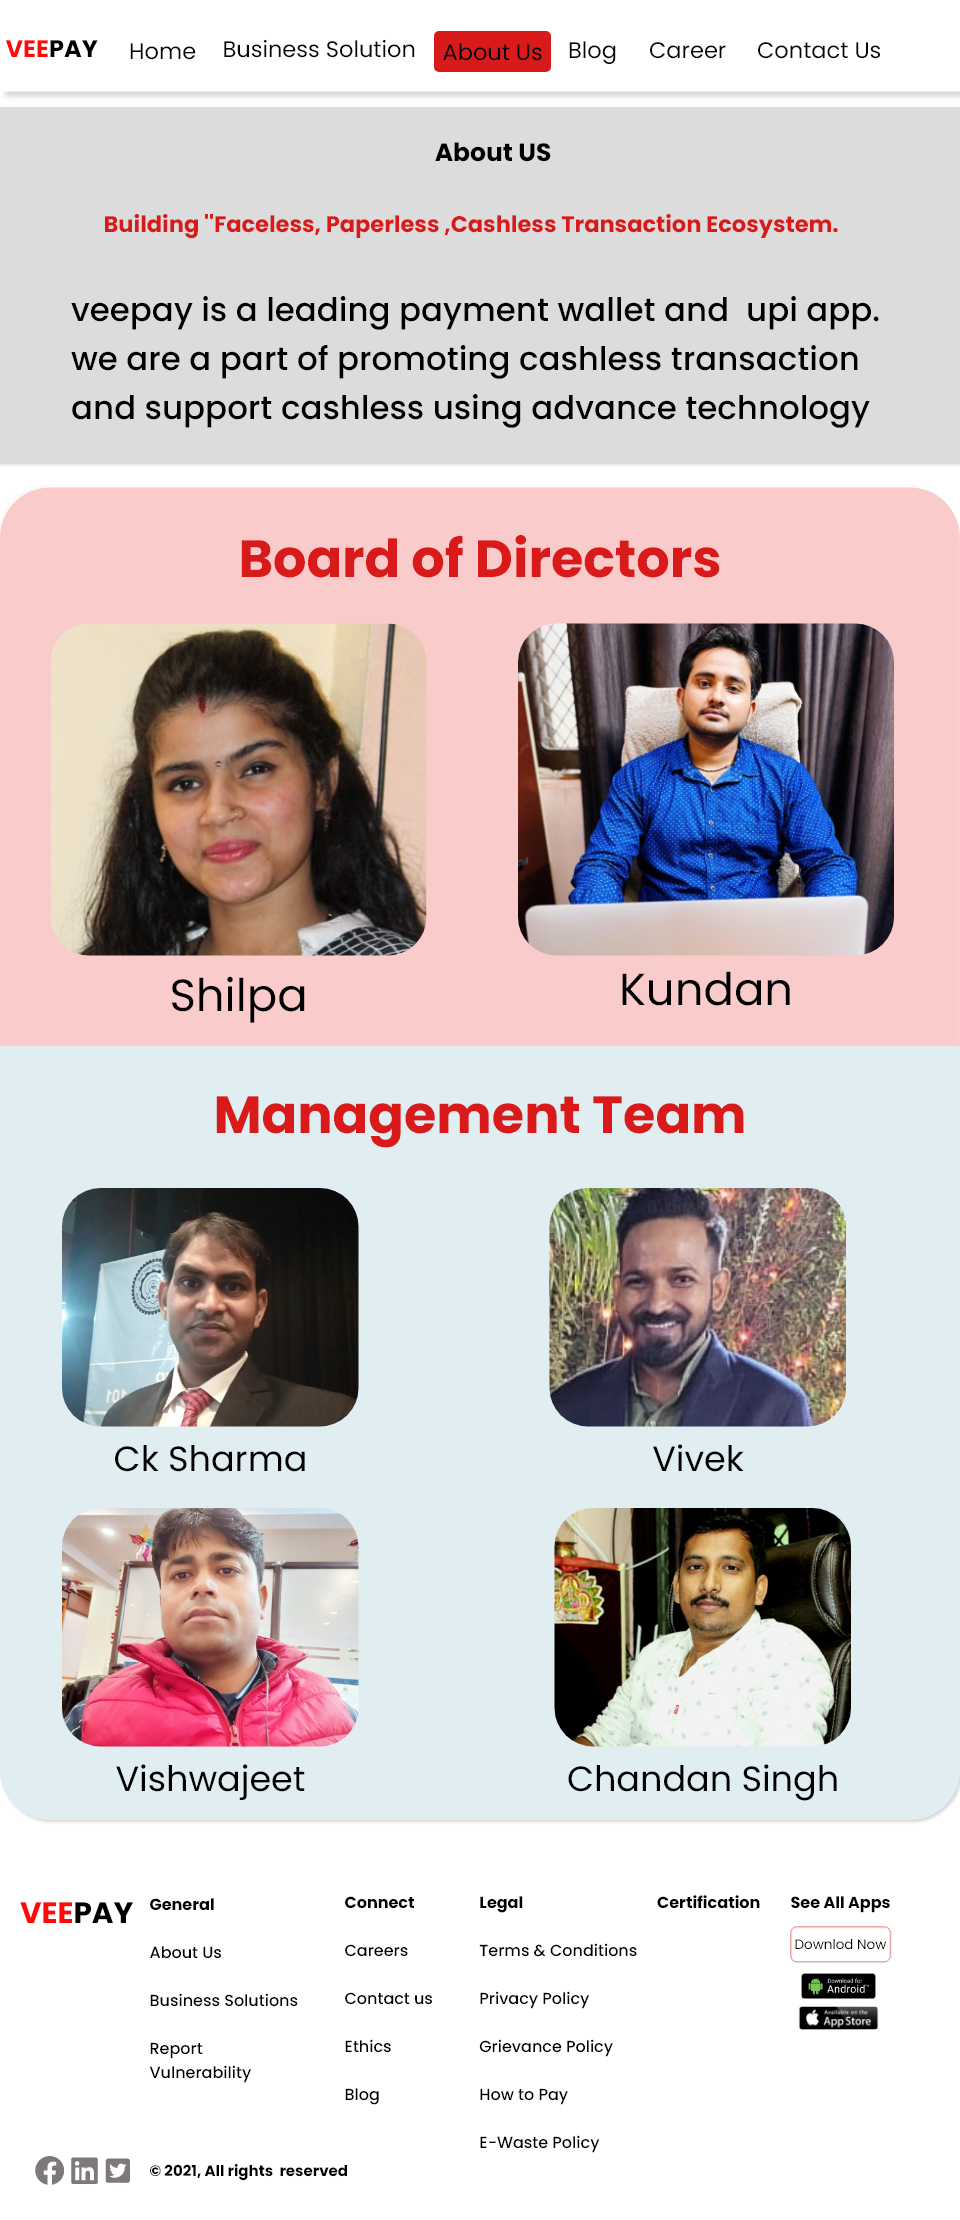 VEEPAY Home Business Solution About Us Blog Career Contact Us
About US
Building "Faceless, Paperless ,Cashless Transaction Ecosystem.
veepay is a leading payment wallet and upi app.
we are a part of promoting cashless transaction
and support cashless using advance technology
Board of Directors
Shilpa
Kundan
Management Team
101
Ck Sharma
Vivek
Vishwajeet
Chandan Singh
VEEPAY
General
About Us
Business Solutions
Report
Vulnerability
Connect
Careers
Contact us
Ethics
Blog
Legal
Terms & Conditions
Privacy Policy
Grievance Policy
How to Pay
E-Waste Policy
Certification
See All Apps
Downlod Now
Download for
Android™
Available on the
App Store
© 2021, All rights reserved